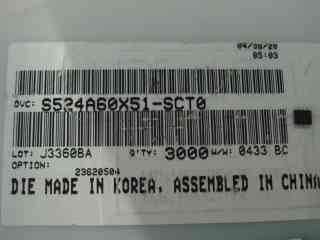 04/06/20
05:03
DVC: S524A60X51-SCT0
LOT: J3360BA Q'TY: 3000 W/W: 0433 BC
OPTION:
23620504
DIE MADE IN KOREA, ASSEMBLED IN CHINA